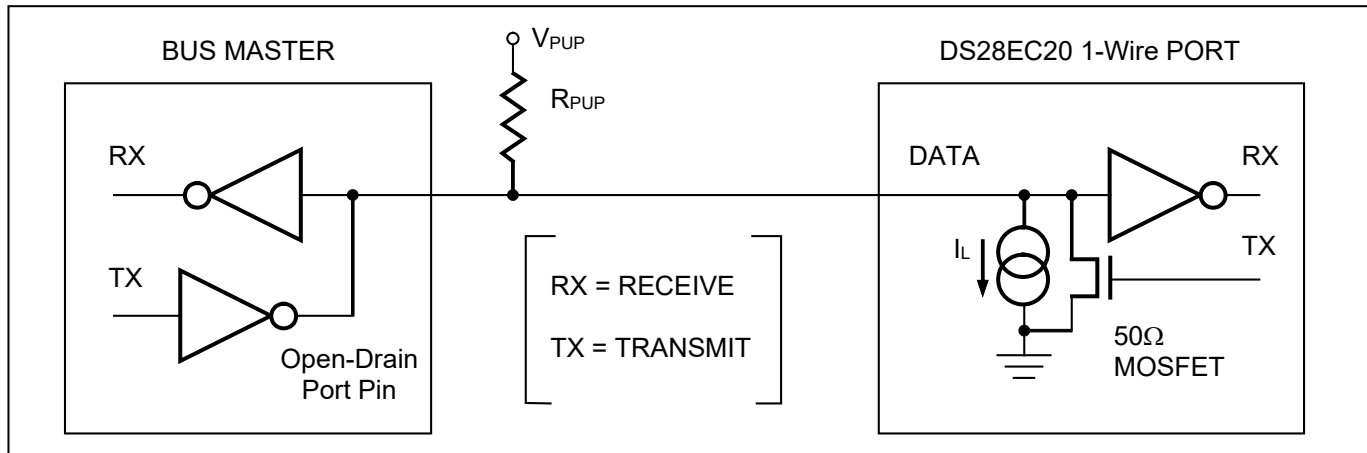 BUS MASTER
VPUP
DS28EC20 1-Wire PORT
RPUP
RX
DATA
RX
TX
IL
TX
RX = RECEIVE
TX = TRANSMIT
Open-Drain
Port Pin
50Ω
MOSFET